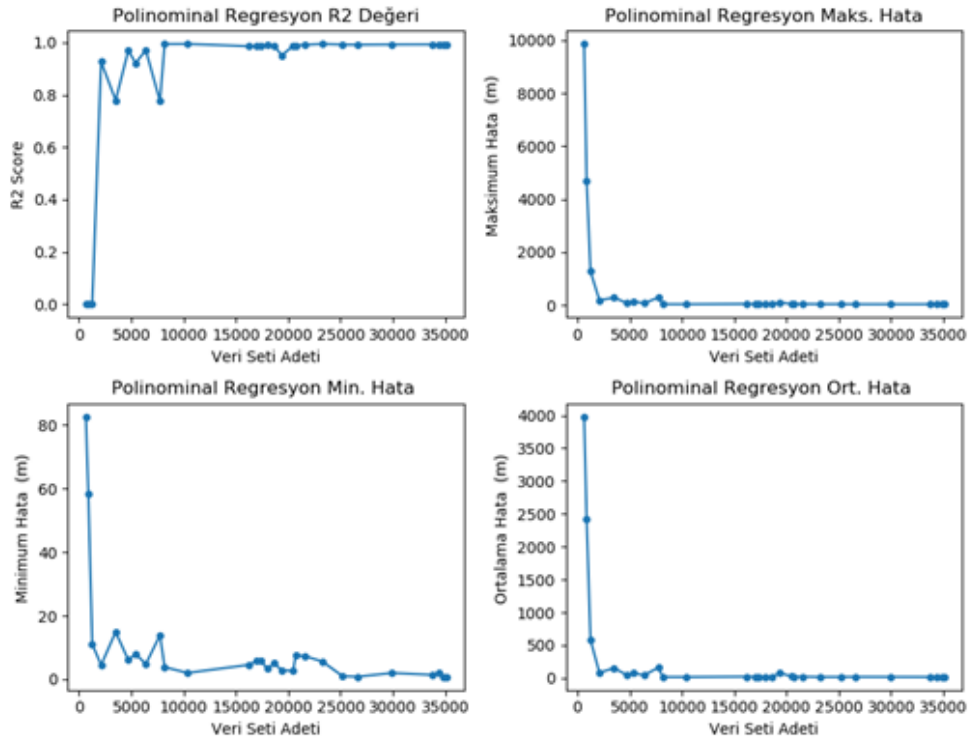 Polinominal Regresyon R2 Değeri
1.0
0.8
0.6
0.4
0.2
0.0
R2 Score
0 5000 10000 15000 20000 25000 30000 35000
Veri Seti Adeti
Polinominal Regresyon Maks. Hata
10000
8000
6000
4000
2000
0
Maksimum Hata (m)
0 5000 10000 15000 20000 25000 30000 35000
Veri Seti Adeti
Polinominal Regresyon Min. Hata
80
60
40
20
0
Minimum Hata (m)
0 5000 10000 15000 20000 25000 30000 35000
Veri Seti Adeti
Polinominal Regresyon Ort. Hata
4000
3500
3000
2500
2000
1500
1000
500
0
Ortalama Hata (m)
0 5000 10000 15000 20000 25000 30000 35000
Veri Seti Adeti